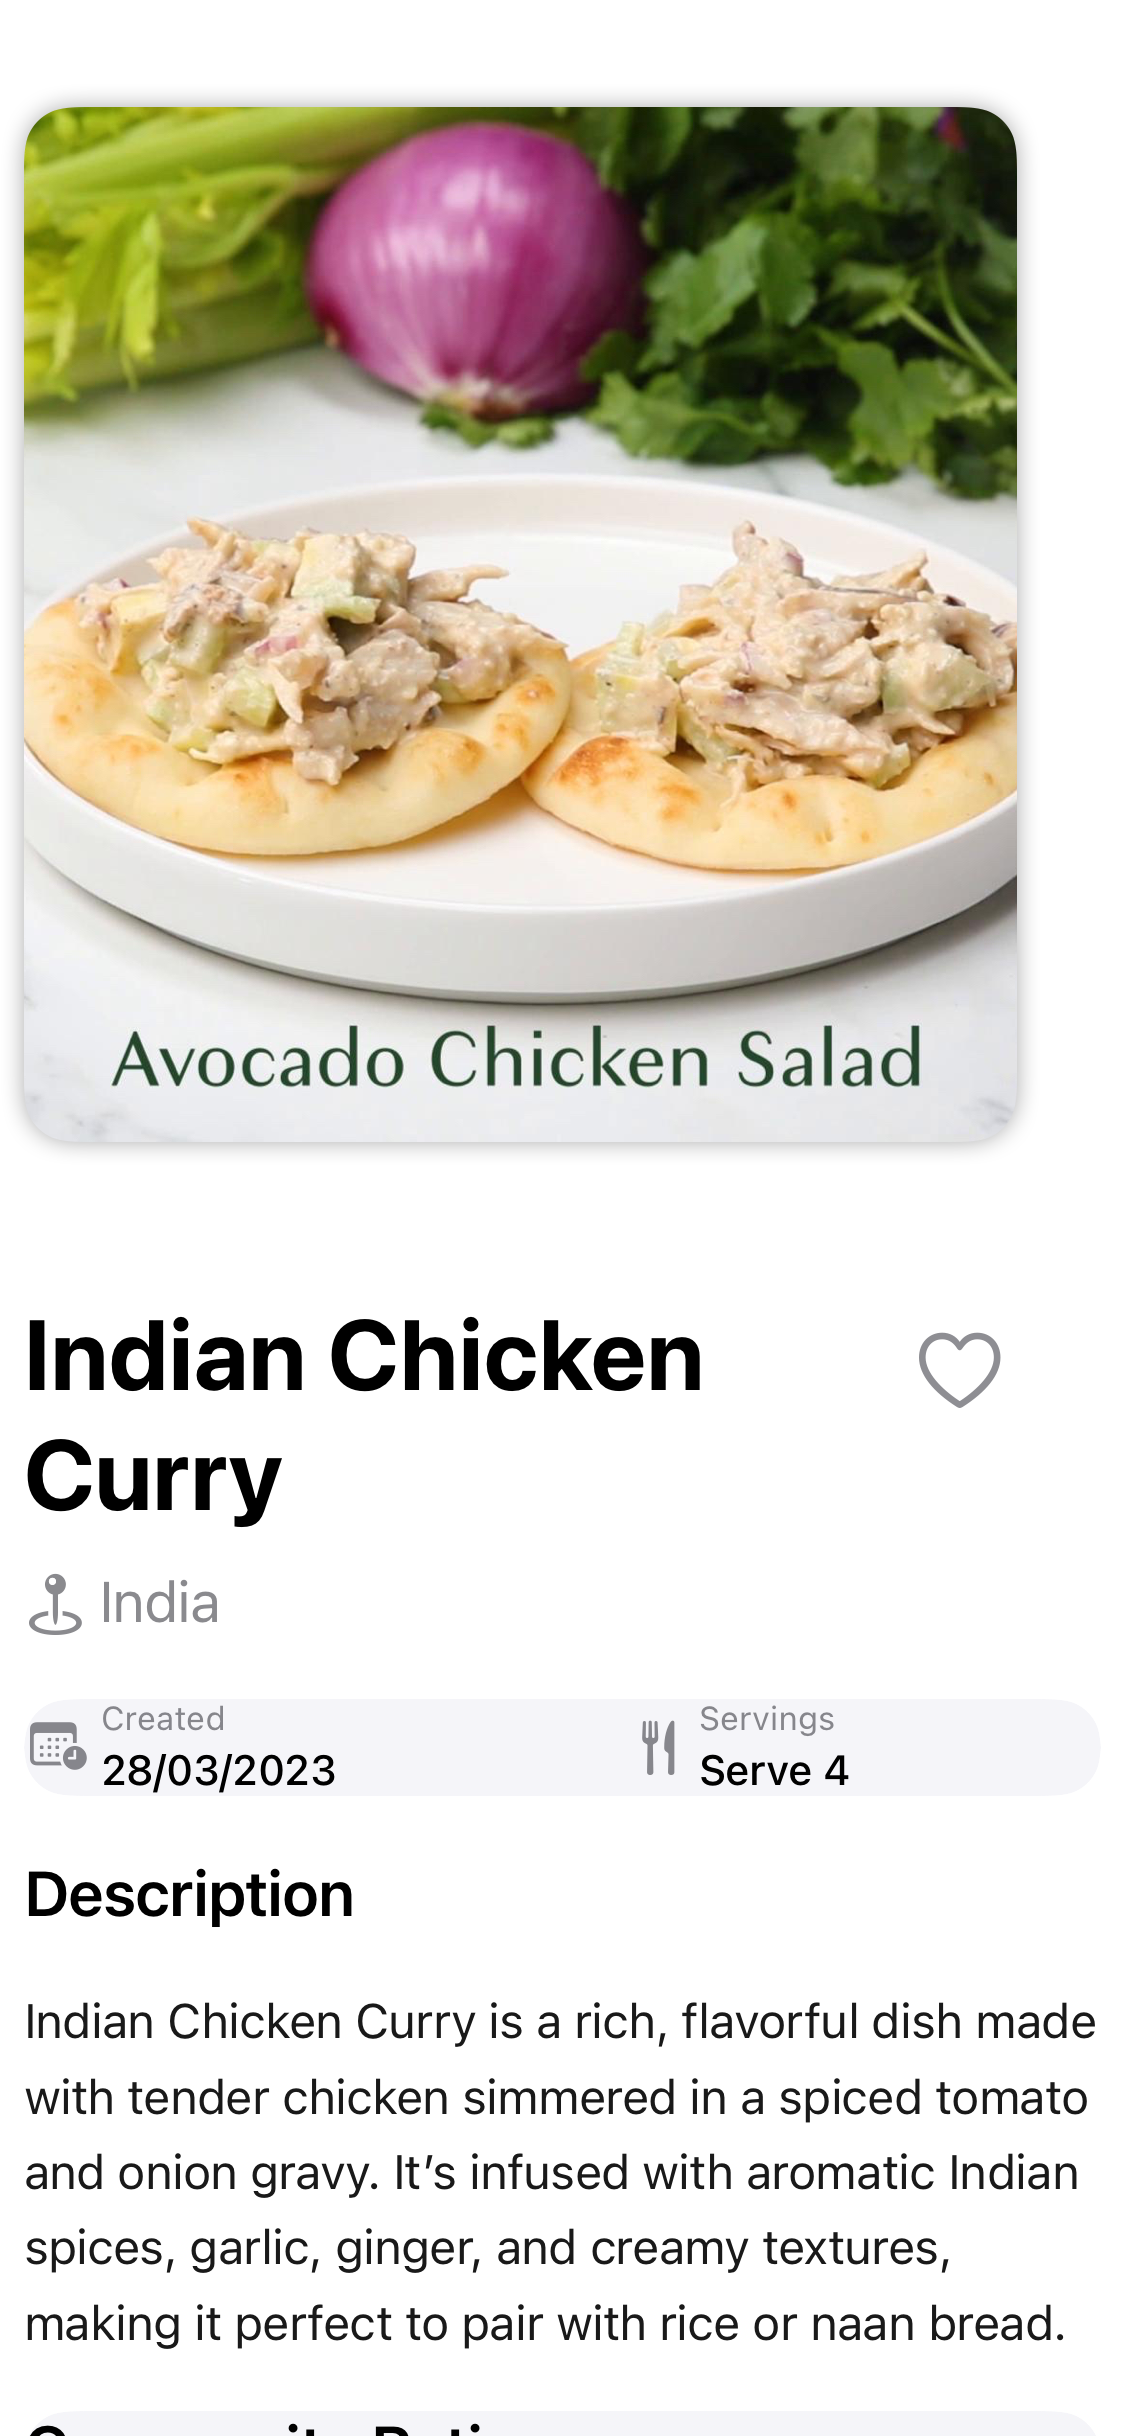 Avocado Chicken Salad
Indian Chicken
Curry
India
Created
28/03/2023
Servings
Serve 4
Description
Indian Chicken Curry is a rich, flavorful dish made
with tender chicken simmered in a spiced tomato
and onion gravy. It’s infused with aromatic Indian
spices, garlic, ginger, and creamy textures,
making it perfect to pair with rice or naan bread.